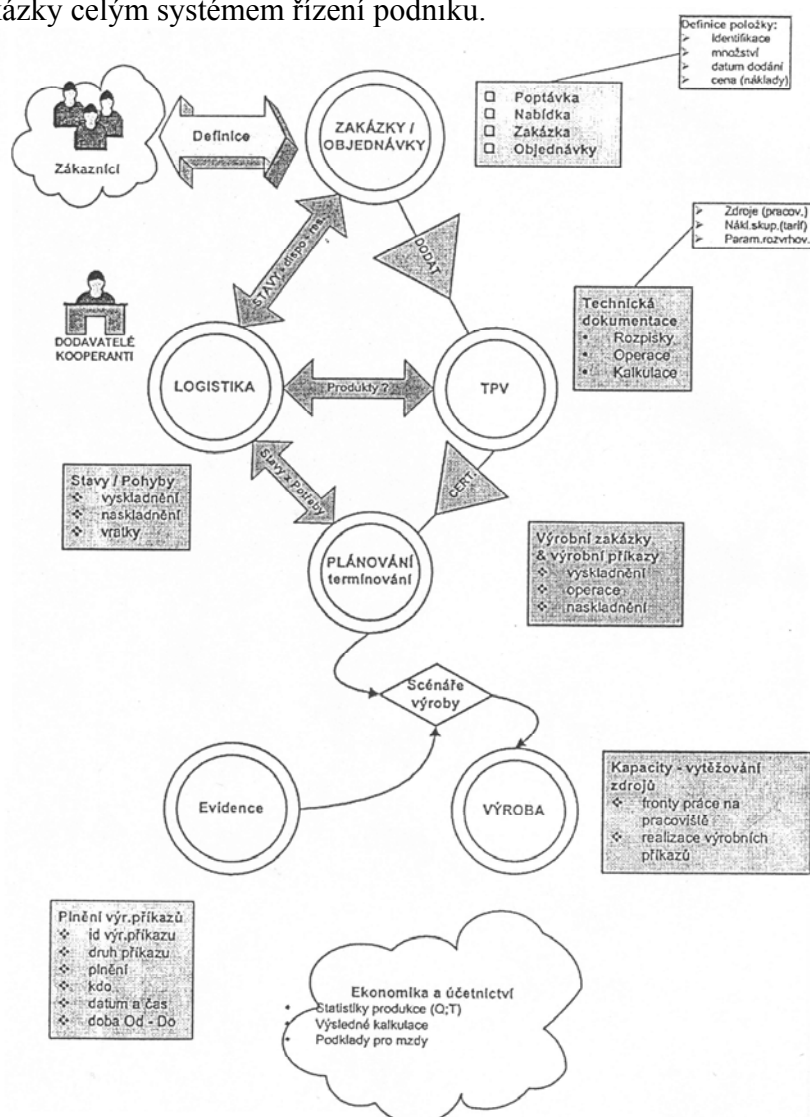 kázky celým systémem řízení podniku.
Definice položky:
Identifikace
množství
datum dodání
cena (náklady)
Zákazníci
Definice
ZAKÁZKY /
OBJEDNÁVKY
Poptávka
Nabídka
Zakázka
Objednávky
STAVY - dispo - res.
DODAT
Zdroje (pracov.)
Nákl.skup.(tarif)
Param.rozvrhov.
DODAVATELÉ
KOOPERANTI
LOGISTIKA
Produkty ?
TPV
Technická
dokumentace
Rozpisky
Operace
Kalkulace
Stavy / Pohyby
vyskladnění
naskladnění
vratky
Stavy x Potřeby
CERT.
PLÁNOVÁNÍ
termínování
Výrobní zakázky
& výrobní příkazy
vyskladnění
operace
naskladnění
Scénáře
výroby
Evidence
VÝROBA
Kapacity - vytěžování
zdrojů
fronty práce na
pracoviště
realizace výrobních
příkazů
Plnění výr.příkazů
id výr.příkazu
druh příkazu
plnění
kdo
datum a čas
doba Od - Do
Ekonomika a účetnictví
Statistiky produkce (Q;T)
Výsledné kalkulace
Podklady pro mzdy